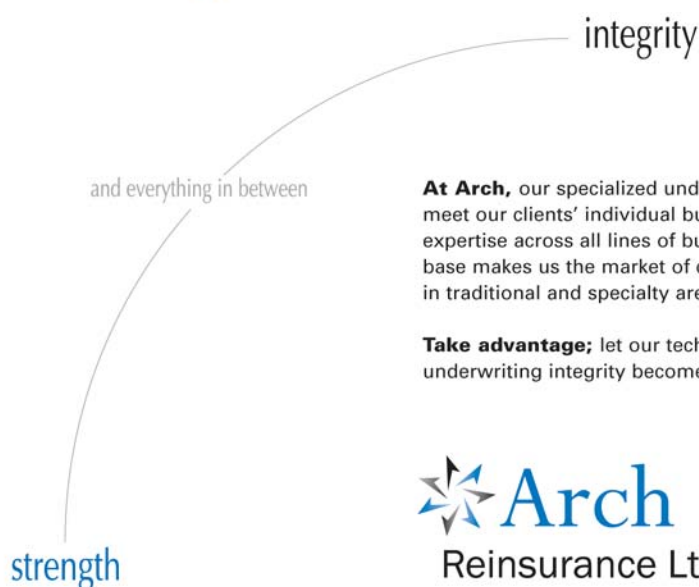 integrity
and everything in between
At Arch, our specialized und
meet our clients' individual bu
expertise across all lines of bu
base makes us the market of
in traditional and specialty are
Take advantage; let our tech
underwriting integrity become
Arch
Reinsurance Lt
strength